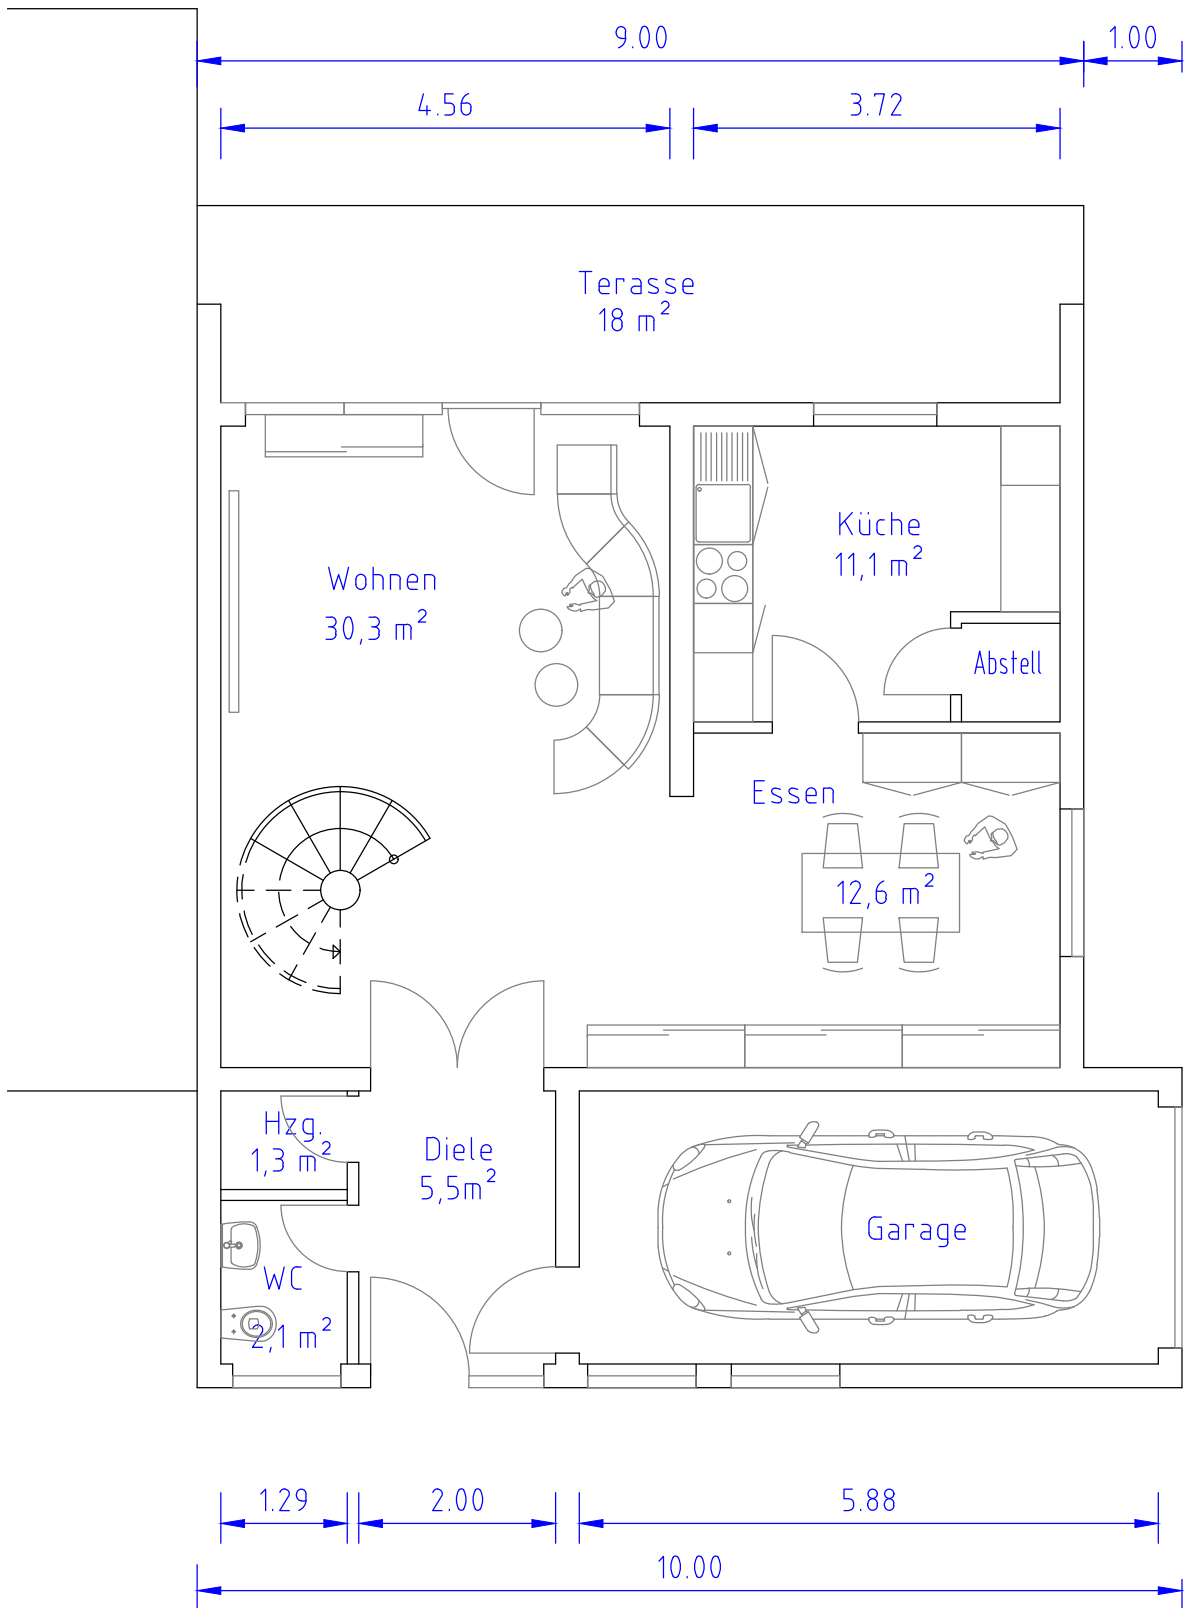 9.00
1.00
4.56
3.72
Terasse
18 m²
Küche
11,1 m²
Wohnen
30,3 m²
Abstell
Essen
12,6 m²
Hzg.
1,3 m²
Diele
5,5m²
Garage
WC
2,1 m²
1.29
2.00
5.88
10.00